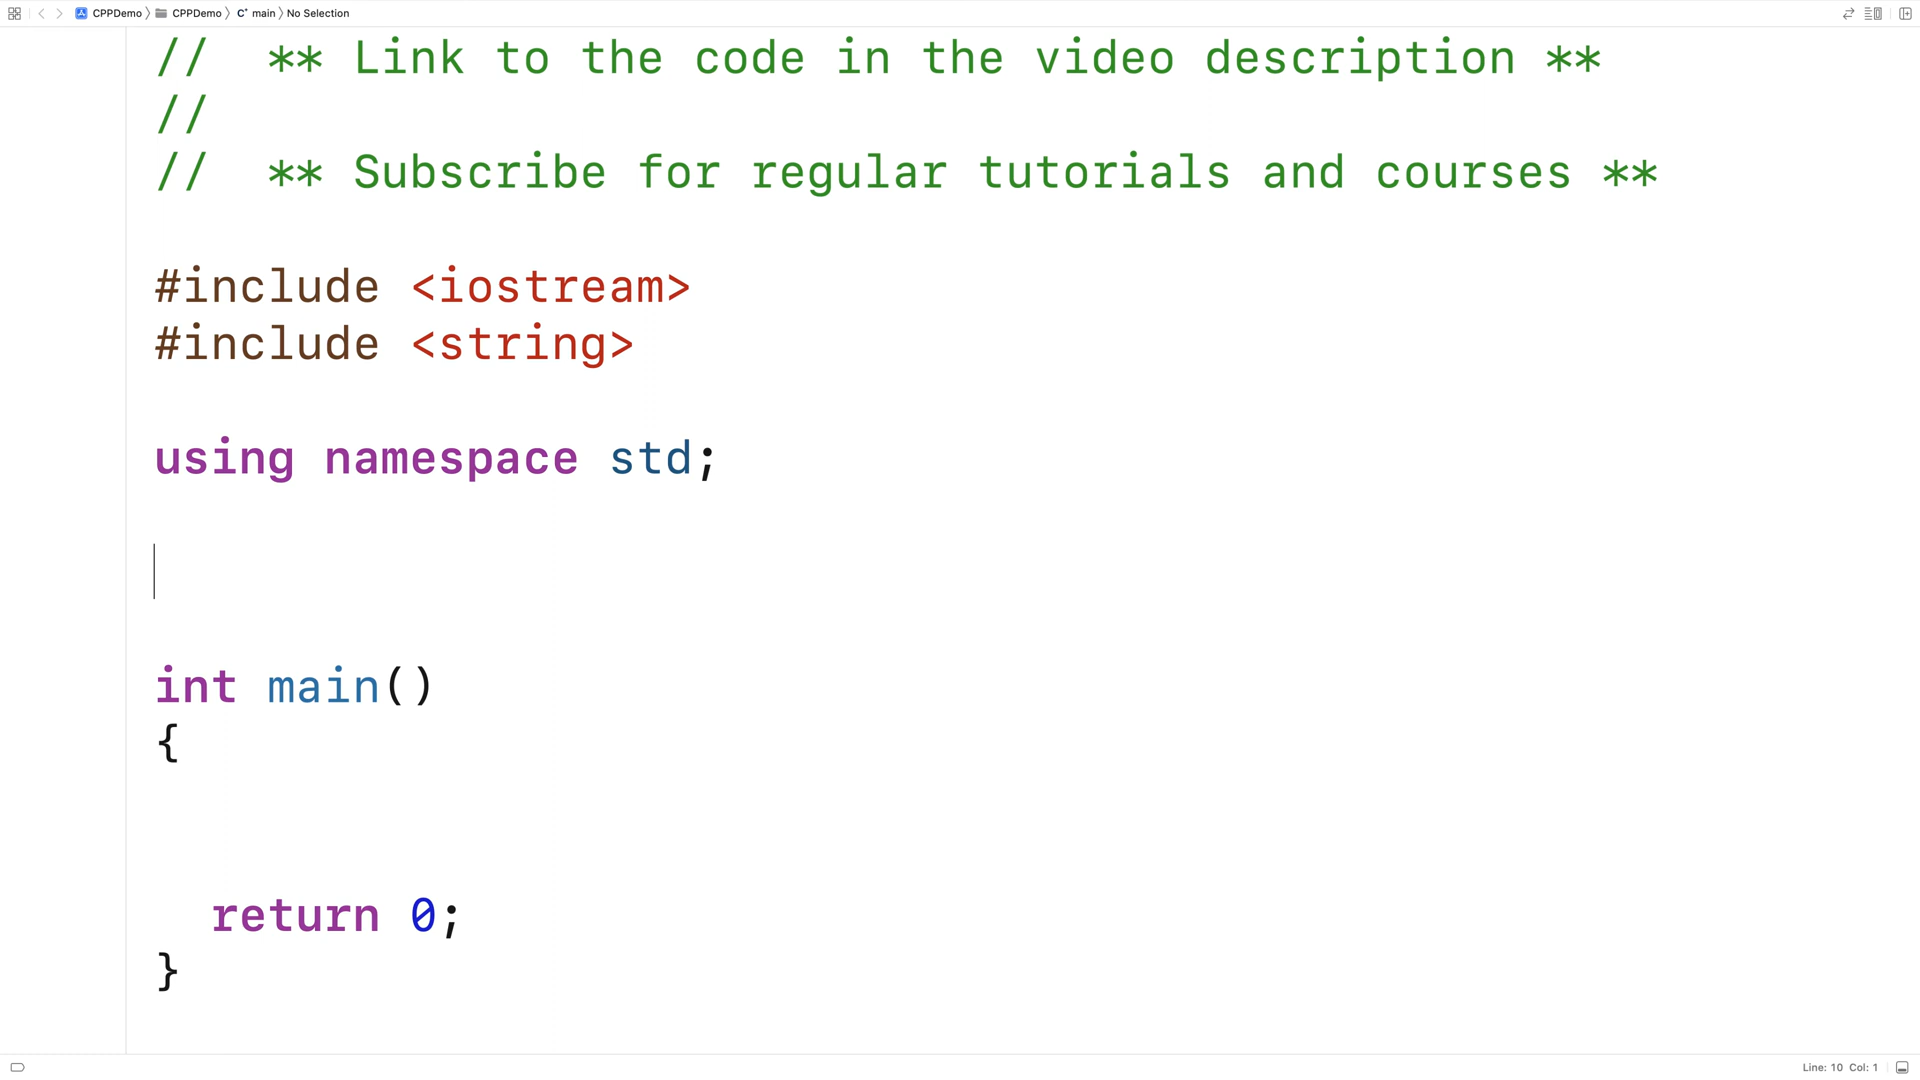 CPPDemo 〉 CPPDemo 〉 C⁺ main 〉 No Selection
//  ** Link to the code in the video description **
//
//  ** Subscribe for regular tutorials and courses **
#include <iostream>
#include <string>
using namespace std;
int main()
{
  return 0;
}
Line: 10  Col: 1